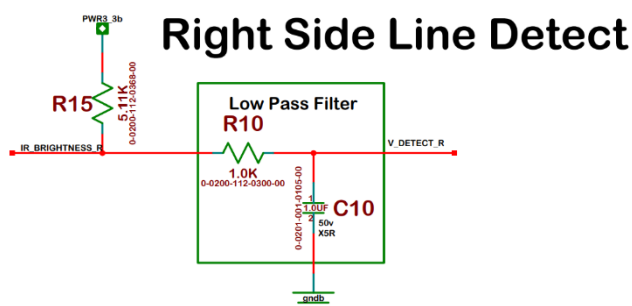 PWR3_3b
Right Side Line Detect
R15
5.11K
0-0200-112-0368-00
Low Pass Filter
R10
IR_BRIGHTNESS_R
V_DETECT_R
1.0K
0-0200-112-0300-00
0-0201-001-0105-00
1
1.0UF
C10
2
50v
X5R
gndb